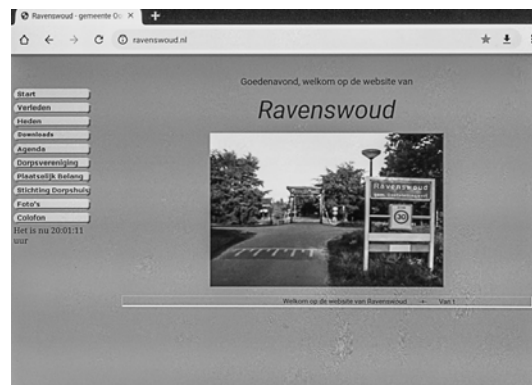 Ravenswoud - gemeente Oo
ravenswoud.nl
Goedenavond, welkom op de website van
Ravenswoud
Start
Verleden
Heden
Downloads
Agenda
Dorpsvereniging
Plaatselijk Belang
Stichting Dorpshuis
Foto's
Colofon
Het is nu 20:01:11
uur
Ravenswoud
30
Welkom op de website van Ravenswoud
Van t